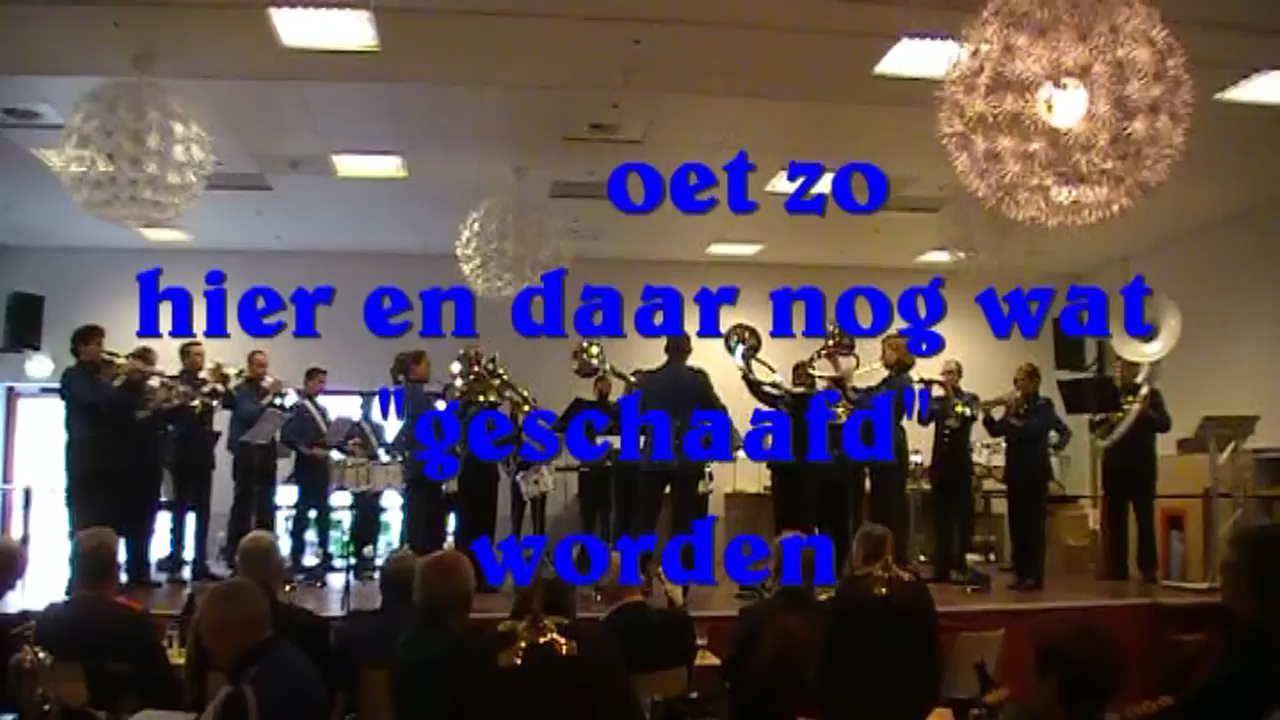 oet zo
hier en daar nog wat
"geschaafd"
worden